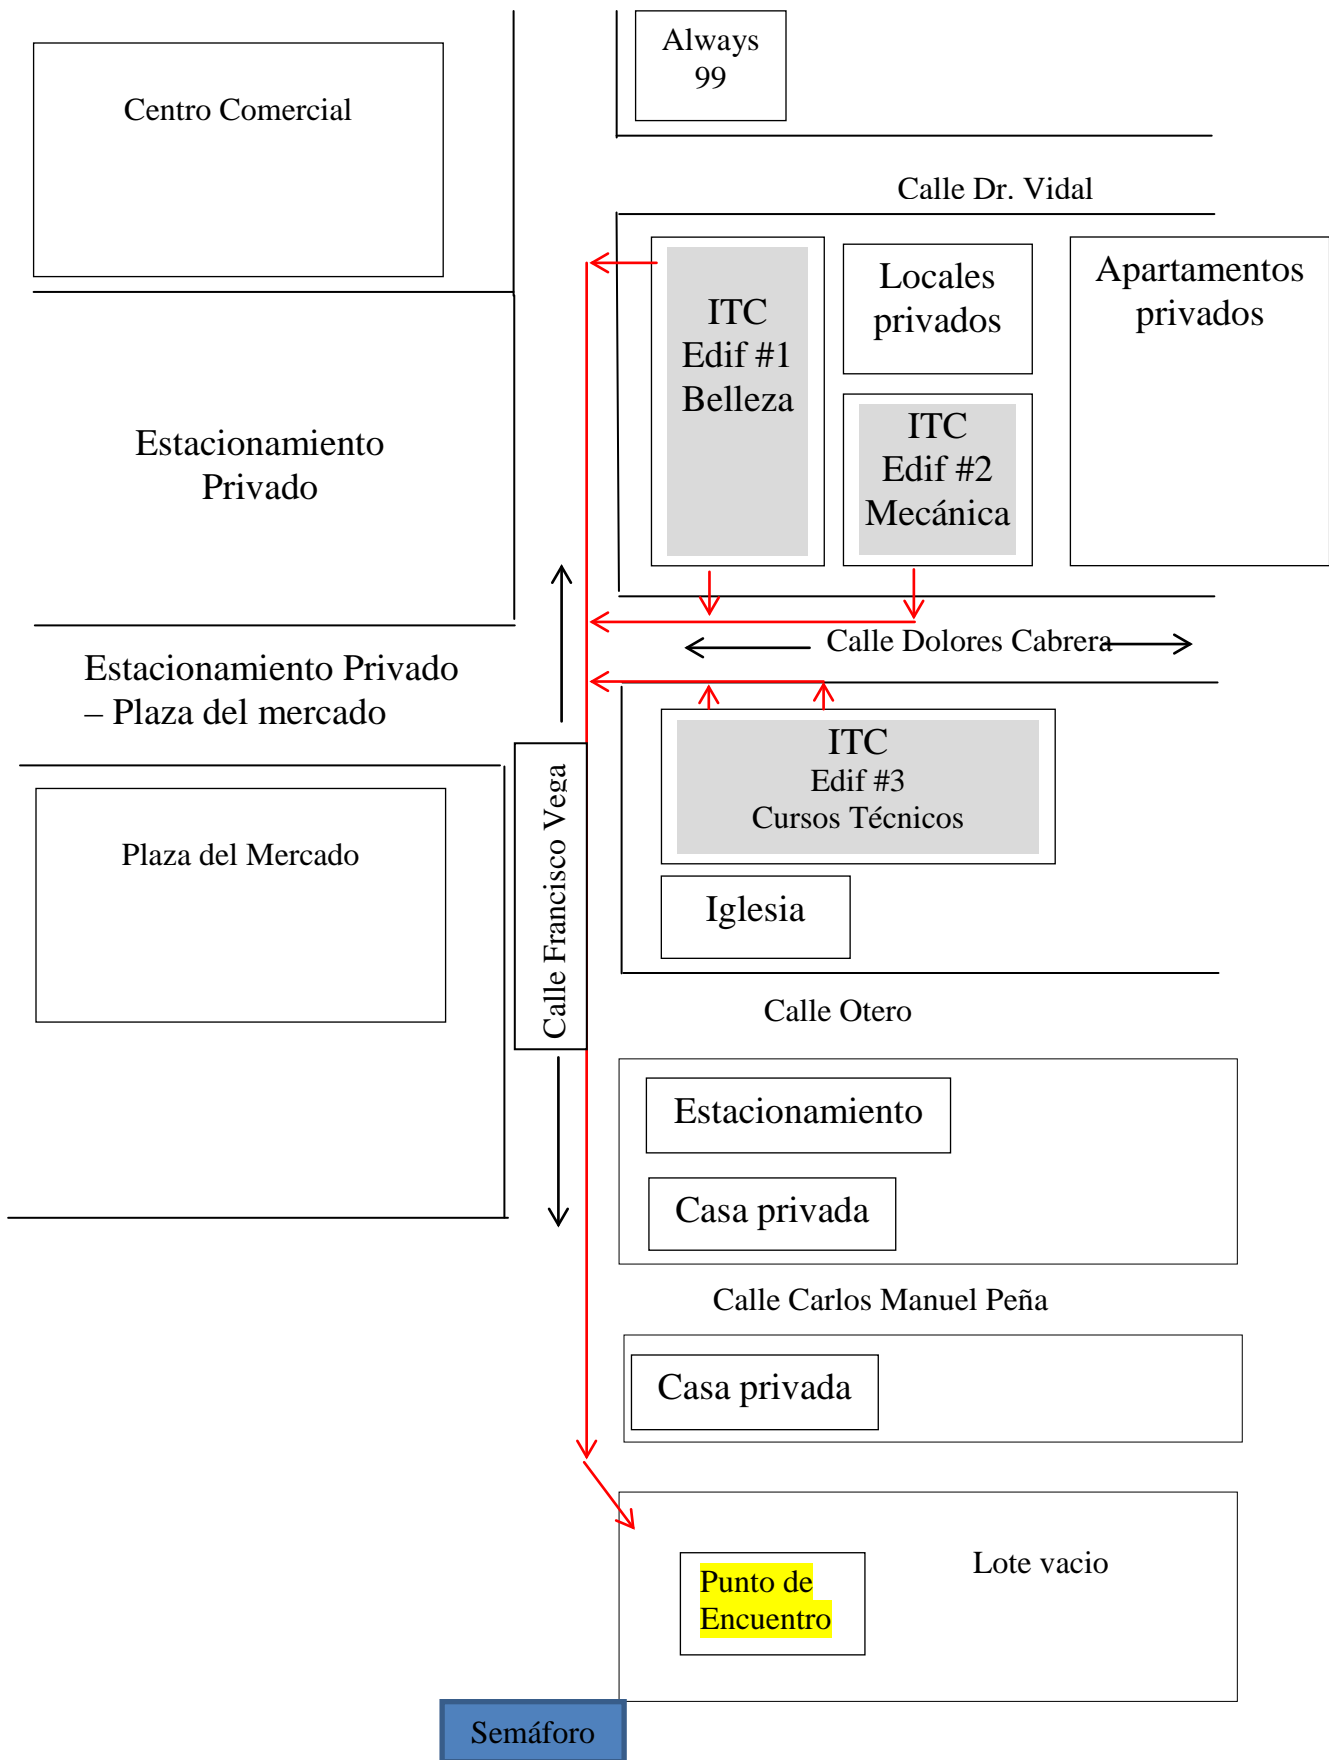 Always
99
Centro Comercial
Calle Dr. Vidal
ITC
Edif #1
Belleza
Locales
privados
Apartamentos
privados
Estacionamiento
Privado
ITC
Edif #2
Mecánica
Calle Dolores Cabrera
Estacionamiento Privado
– Plaza del mercado
ITC
Edif #3
Cursos Técnicos
Calle Francisco Vega
Plaza del Mercado
Iglesia
Calle Otero
Estacionamiento
Casa privada
Calle Carlos Manuel Peña
Casa privada
Lote vacio
Punto de
Encuentro
Semáforo